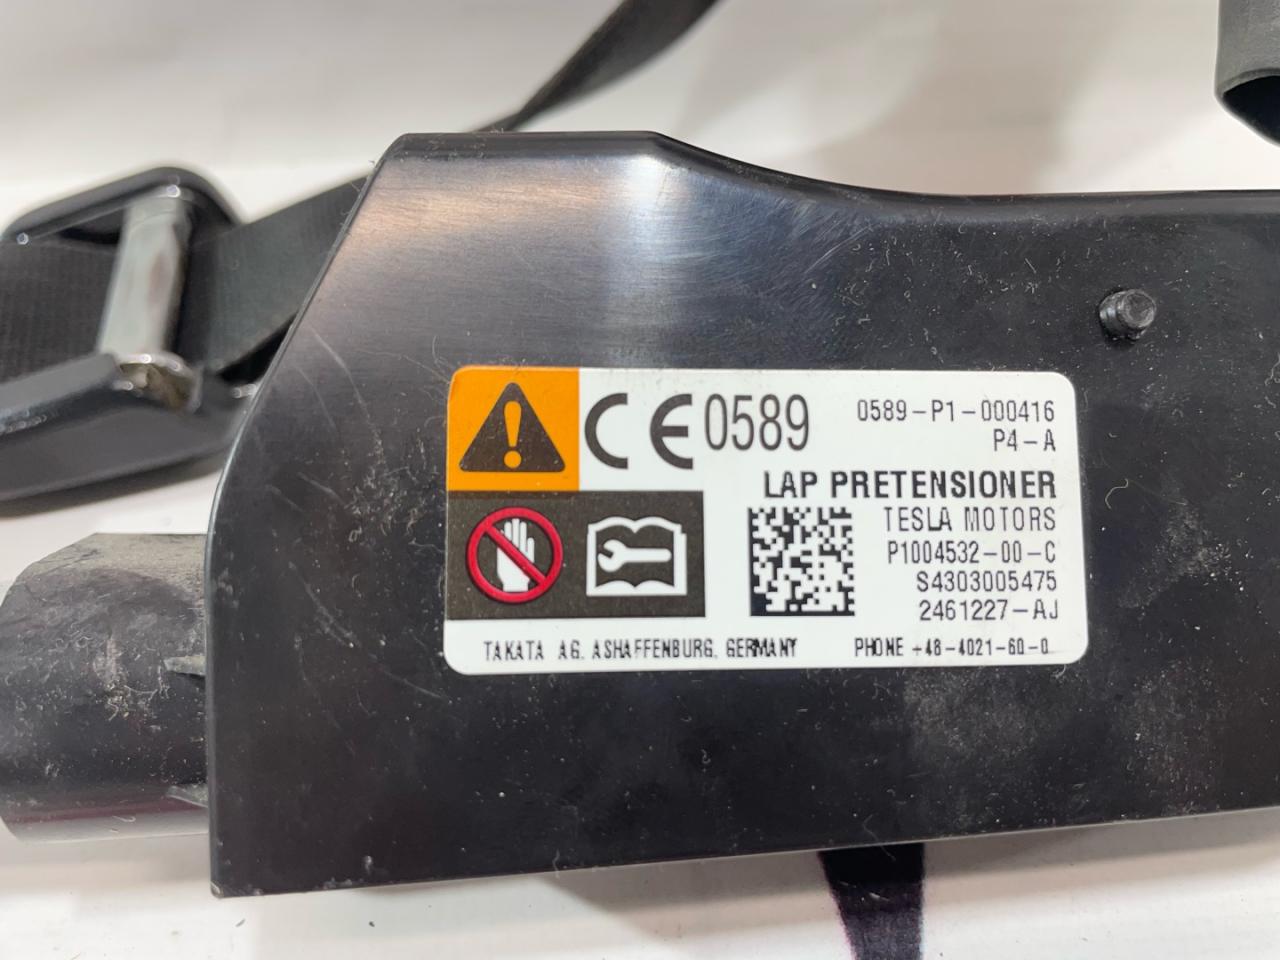 CE 0589
0589-P1-000416
P4-A
LAP PRETENSIONER
TESLA MOTORS
P1004532-00-C
S4303005475
2461227-AJ
TAKATA AG. ASHAFFENBURG, GERMANY PHONE +48-4021-60-0